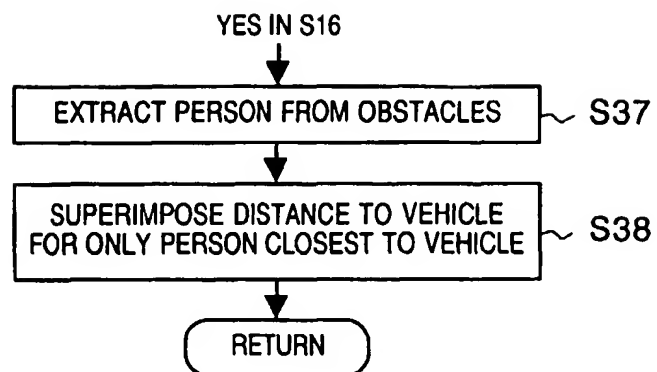 YES IN S16
EXTRACT PERSON FROM OBSTACLES
S37
SUPERIMPOSE DISTANCE TO VEHICLE
FOR ONLY PERSON CLOSEST TO VEHICLE
S38
RETURN